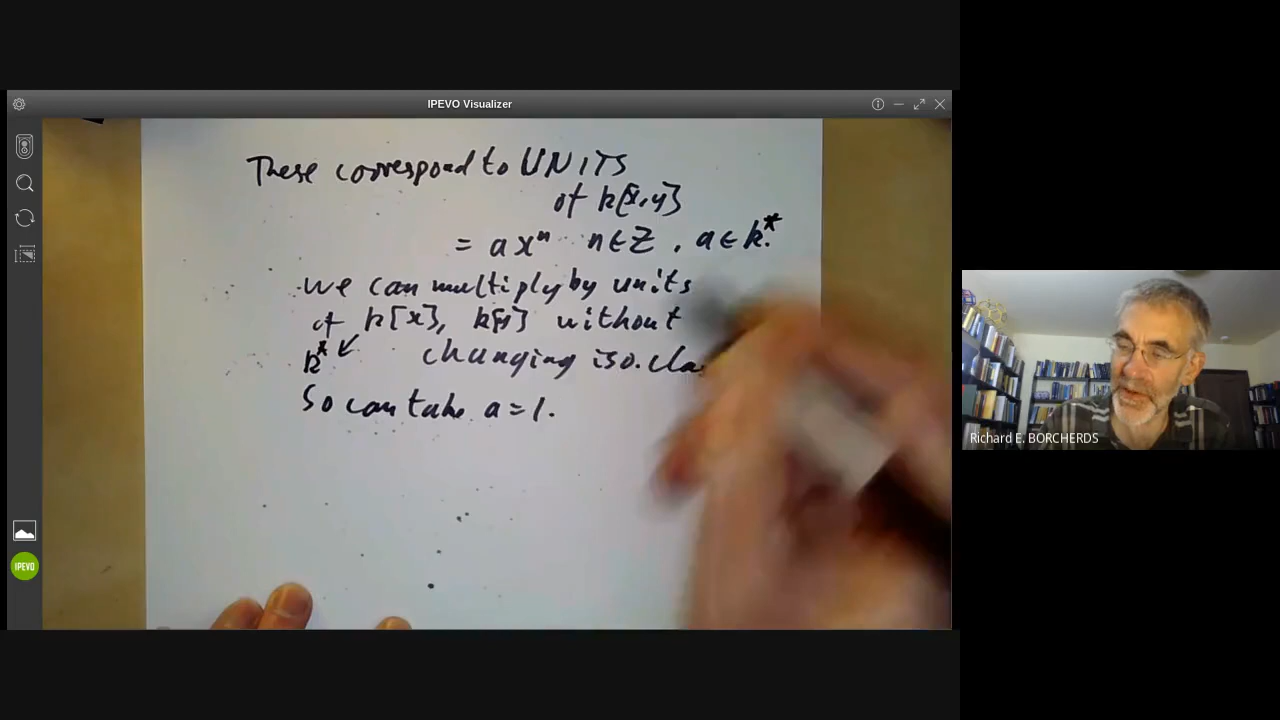 IPEVO Visualizer
These correspond to UNITS
of k[x,y]
= a xⁿ n ∈ Z, a ∈ k*.
we can multiply by units
of k[x], k[y] without
k* ↙ changing iso. cla
So can take a = 1.
IPEVO
Richard E. BORCHERDS